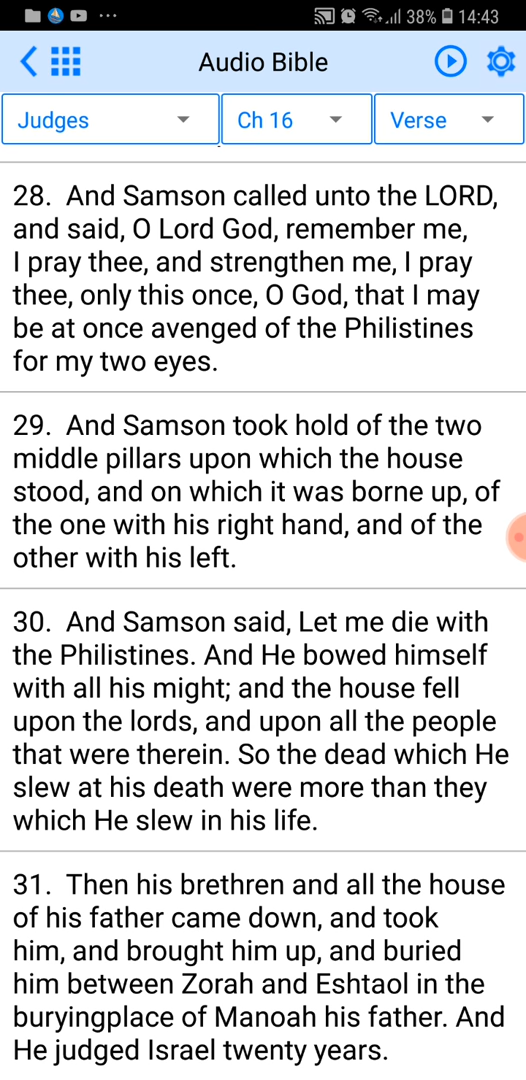 38% 14:43
Audio Bible
Judges Ch 16 Verse
28. And Samson called unto the LORD,
and said, O Lord God, remember me,
I pray thee, and strengthen me, I pray
thee, only this once, O God, that I may
be at once avenged of the Philistines
for my two eyes.
29. And Samson took hold of the two
middle pillars upon which the house
stood, and on which it was borne up, of
the one with his right hand, and of the
other with his left.
30. And Samson said, Let me die with
the Philistines. And He bowed himself
with all his might; and the house fell
upon the lords, and upon all the people
that were therein. So the dead which He
slew at his death were more than they
which He slew in his life.
31. Then his brethren and all the house
of his father came down, and took
him, and brought him up, and buried
him between Zorah and Eshtaol in the
buryingplace of Manoah his father. And
He judged Israel twenty years.